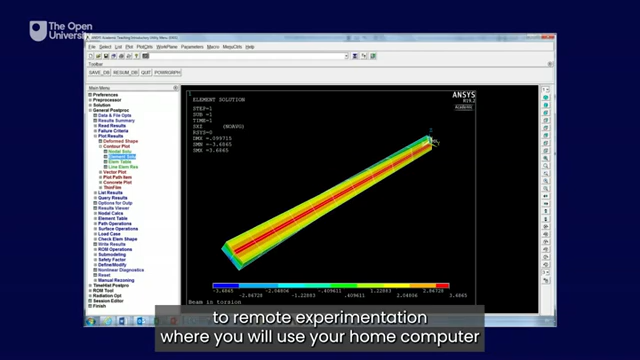 The Open
University
ANSYS Academic Teaching Introductory Utility Menu
File Select List Plot PlotCtrls WorkPlane Parameters Macro MenuCtrls Help
Toolbar
SAVE_DB RESUM_DB QUIT POWRGRPH
Main Menu
Preferences
Preprocessor
Solution
General Postproc
Data & File Opts
Results Summary
Read Results
Failure Criteria
Plot Results
Deformed Shape
Contour Plot
Nodal Solu
Element Solu
Elem Table
Line Elem Res
Vector Plot
Plot Path Item
Concrete Plot
ThinFilm
List Results
Query Results
Options for Outp
Results Viewer
Nodal Calcs
Element Table
Path Operations
Surface Operations
Load Case
Check Elem Shape
Write Results
ROM Operations
Submodeling
Safety Factor
Define/Modify
Nonlinear Diagnostics
Reset
Manual Rezoning
TimeHist Postpro
ROM Tool
Radiation Opt
Session Editor
Finish
1
ELEMENT SOLUTION
STEP=1
SUB =1
TIME=1
SXZ (NOAVG)
RSYS=0
DMX =.099715
SMN =-3.6865
SMX =3.6865
ANSYS
Academic
-3.6865 -2.86728 -2.04806 -1.22883 -.409611 .409611 1.22883 2.04806 2.86728 3.6865
Beam in torsion
to remote experimentation
where you will use your home computer